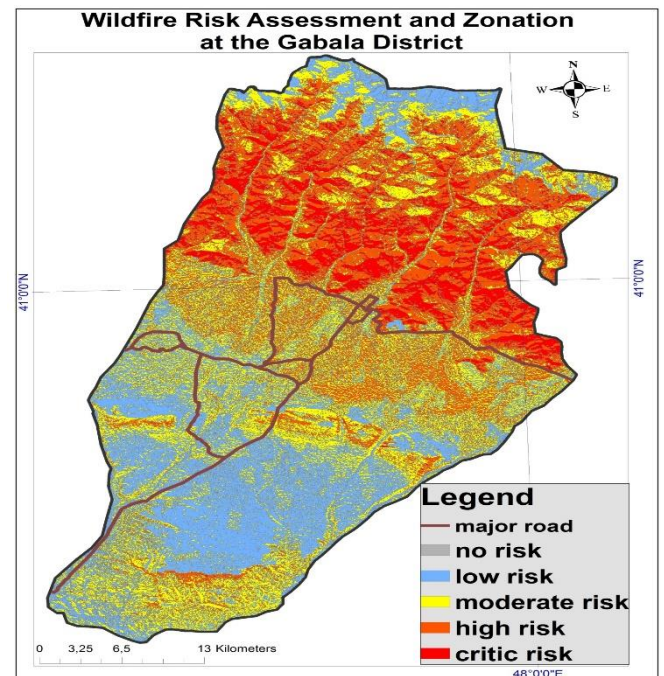 Wildfire Risk Assessment and Zonation
at the Gabala District
N
W E
S
41°0'0"N
41°0'0"N
Legend
major road
no risk
low risk
moderate risk
high risk
critic risk
0 3,25 6,5 13 Kilometers
48°0'0"E